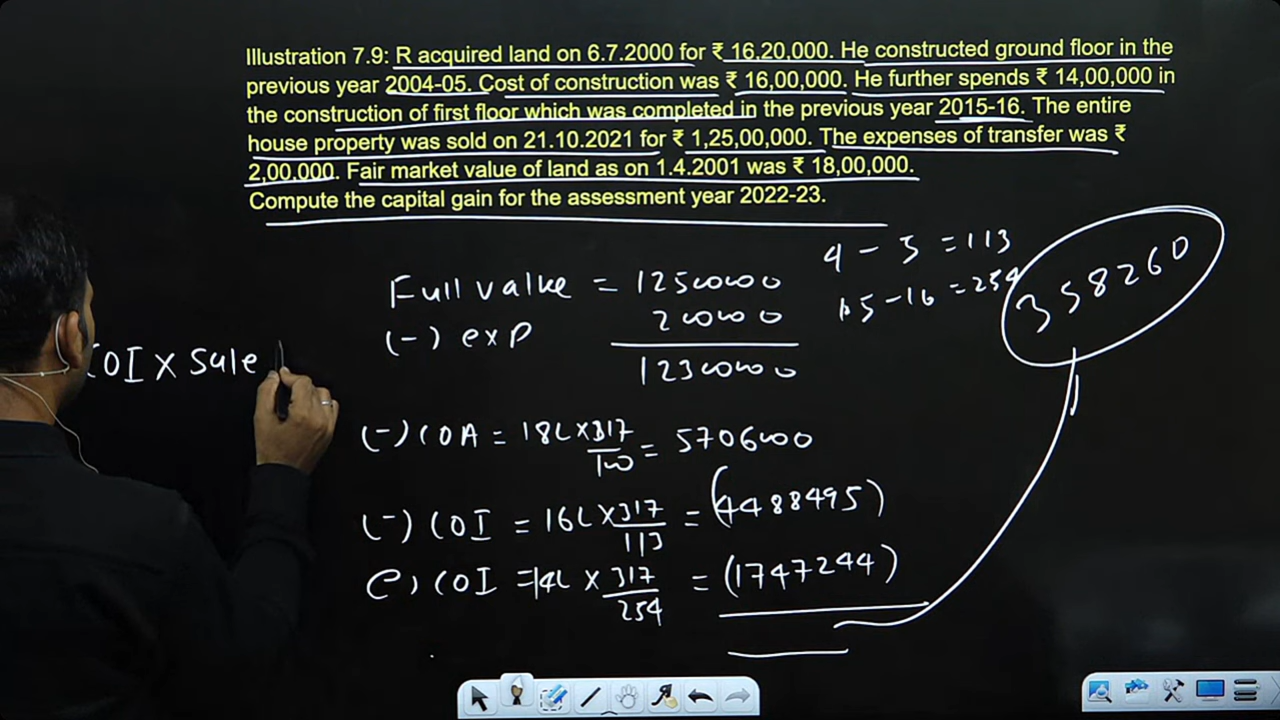 Illustration 7.9: R acquired land on 6.7.2000 for ₹ 16,20,000. He constructed ground floor in the
previous year 2004-05. Cost of construction was ₹ 16,00,000. He further spends ₹ 14,00,000 in
the construction of first floor which was completed in the previous year 2015-16. The entire
house property was sold on 21.10.2021 for ₹ 1,25,00,000. The expenses of transfer was ₹
2,00,000. Fair market value of land as on 1.4.2001 was ₹ 18,00,000.
Compute the capital gain for the assessment year 2022-23.
4 - 5 = 113
15-16 = 254
358260
Full value = 12500000
(-) exp 200000
12300000
COI X Sale
(-) COA = 18L X 317/100 = 5706000
(-) COI = 16L X 317/113 = (4488495)
(-) COI = 14L X 317/254 = (1747244)